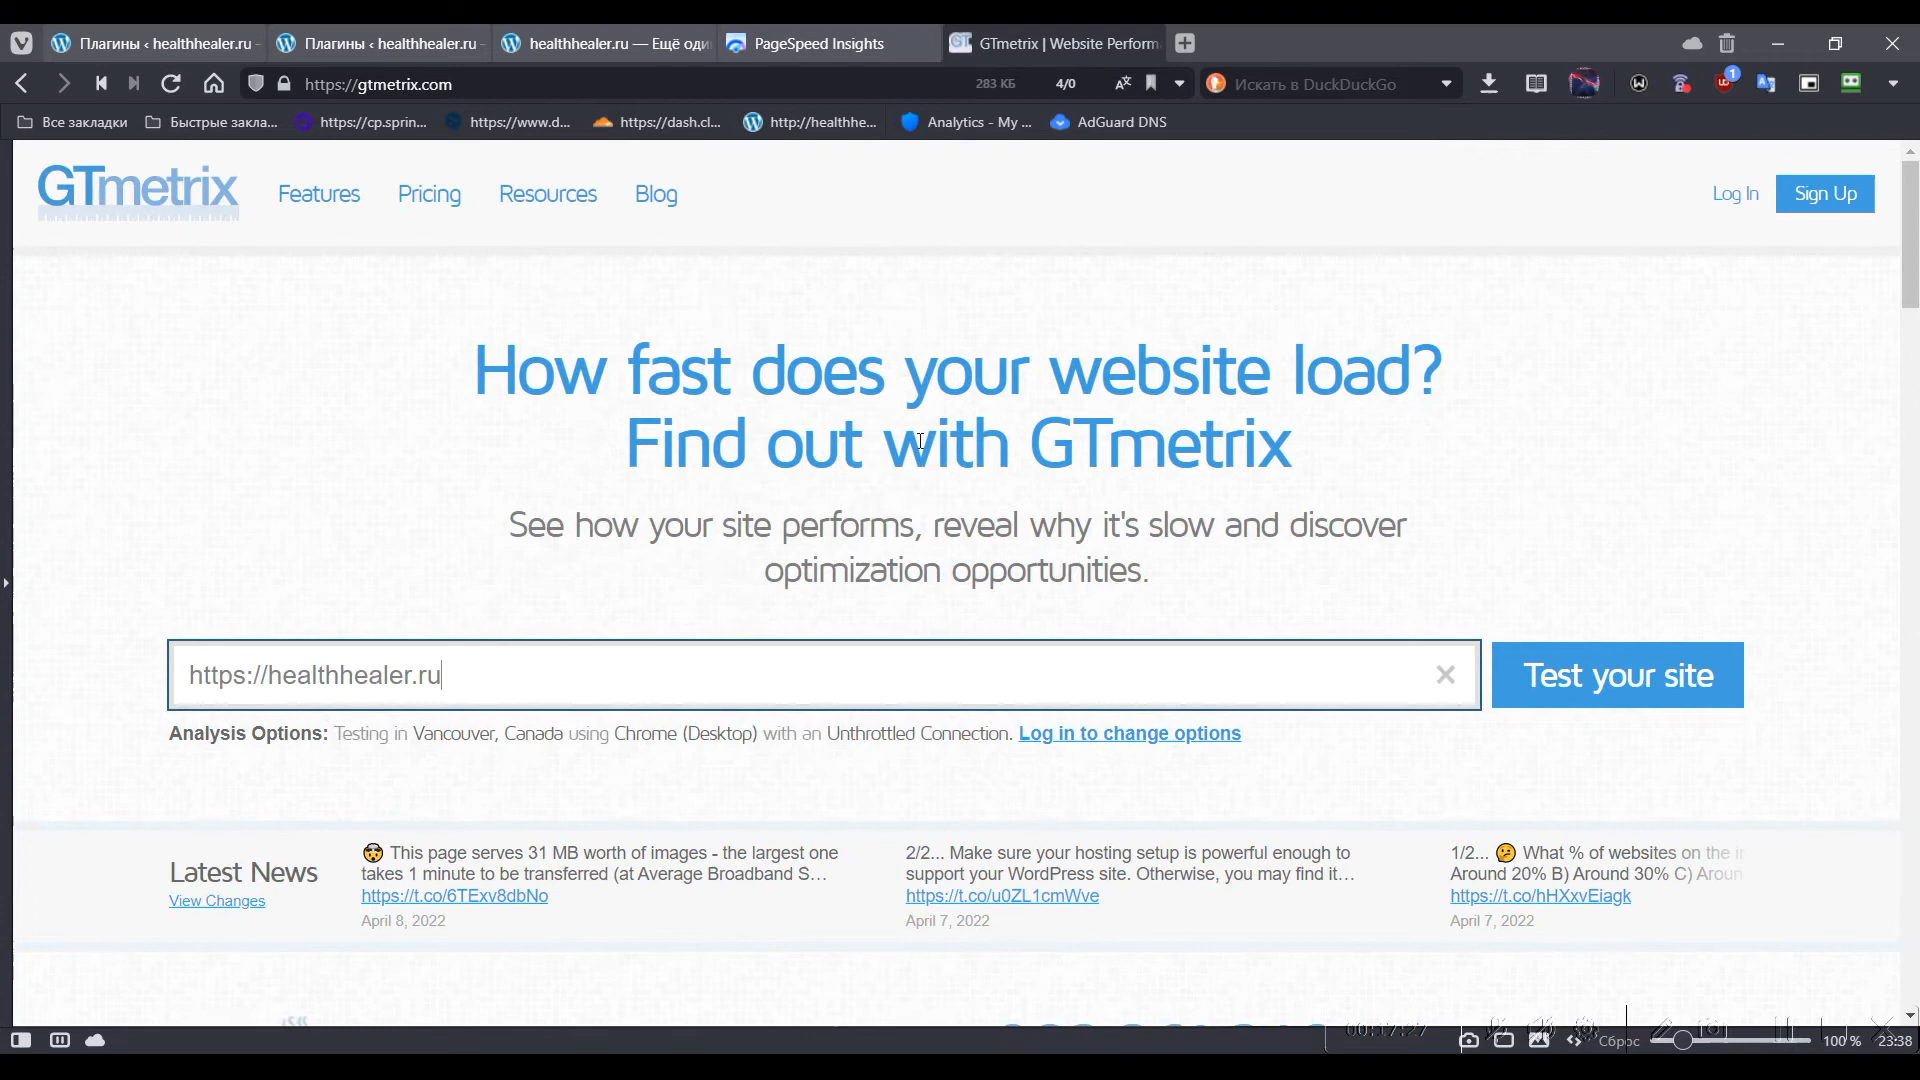 Плагины ‹ healthhealer.ru -
Плагины ‹ healthhealer.ru -
healthhealer.ru — Ещё оди
PageSpeed Insights
GTmetrix | Website Perform
https://gtmetrix.com
283 КБ
4/0
Искать в DuckDuckGo
1
Все закладки
Быстрые закла...
https://cp.sprin...
https://www.d...
https://dash.cl...
http://healthhe...
Analytics - My ...
AdGuard DNS
GTmetrix
Features
Pricing
Resources
Blog
Log In
Sign Up
How fast does your website load?
Find out with GTmetrix
See how your site performs, reveal why it's slow and discover
optimization opportunities.
https://healthhealer.ru
Test your site
Analysis Options: Testing in Vancouver, Canada using Chrome (Desktop) with an Unthrottled Connection. Log in to change options
Latest News
View Changes
🤯 This page serves 31 MB worth of images - the largest one
takes 1 minute to be transferred (at Average Broadband S...
https://t.co/6TExv8dbNo
April 8, 2022
2/2... Make sure your hosting setup is powerful enough to
support your WordPress site. Otherwise, you may find it...
https://t.co/u0ZL1cmWve
April 7, 2022
1/2... 🤔 What % of websites on the in
Around 20% B) Around 30% C) Aroun
https://t.co/hHXxvEiagk
April 7, 2022
00:17:27
Сброс
100 %
23:38